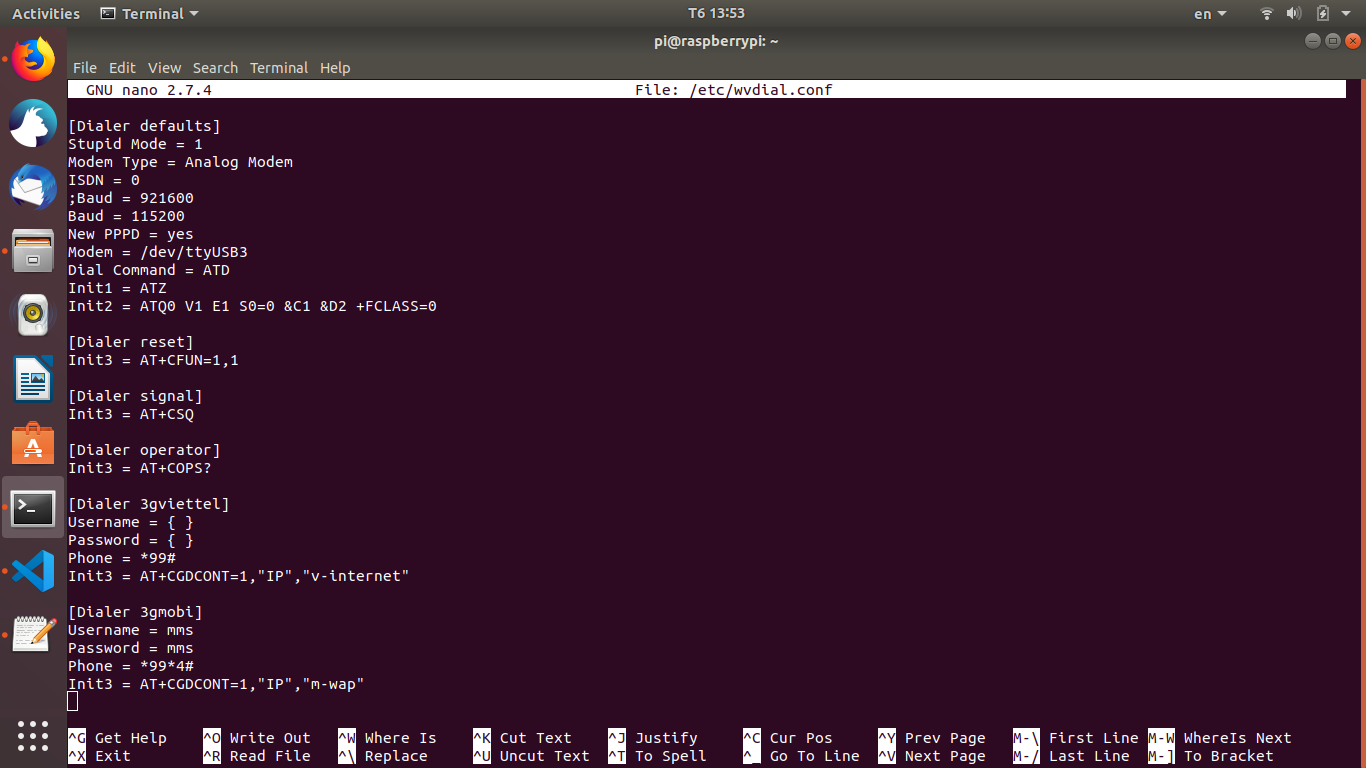 Activities Terminal T6 13:53 en
pi@raspberrypi: ~
File Edit View Search Terminal Help
GNU nano 2.7.4 File: /etc/wvdial.conf
[Dialer defaults]
Stupid Mode = 1
Modem Type = Analog Modem
ISDN = 0
;Baud = 921600
Baud = 115200
New PPPD = yes
Modem = /dev/ttyUSB3
Dial Command = ATD
Init1 = ATZ
Init2 = ATQ0 V1 E1 S0=0 &C1 &D2 +FCLASS=0
[Dialer reset]
Init3 = AT+CFUN=1,1
[Dialer signal]
Init3 = AT+CSQ
[Dialer operator]
Init3 = AT+COPS?
[Dialer 3gviettel]
Username = { }
Password = { }
Phone = *99#
Init3 = AT+CGDCONT=1,"IP","v-internet"
[Dialer 3gmobi]
Username = mms
Password = mms
Phone = *99*4#
Init3 = AT+CGDCONT=1,"IP","m-wap"
^G Get Help ^O Write Out ^W Where Is ^K Cut Text ^J Justify ^C Cur Pos ^Y Prev Page M-\ First Line M-W WhereIs Next
^X Exit ^R Read File ^\ Replace ^U Uncut Text ^T To Spell ^_ Go To Line ^V Next Page M-/ Last Line M-] To Bracket